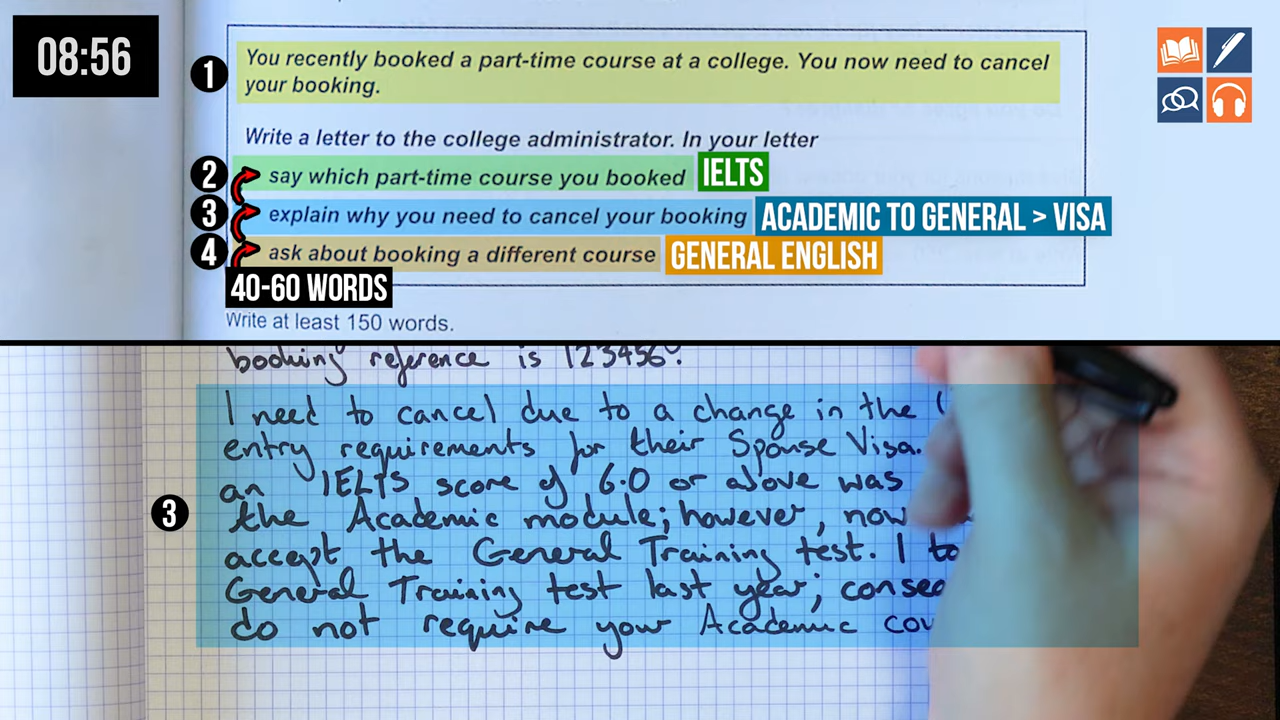 08:56
1
You recently booked a part-time course at a college. You now need to cancel
your booking.
Write a letter to the college administrator. In your letter
2 say which part-time course you booked IELTS
3 explain why you need to cancel your booking ACADEMIC TO GENERAL > VISA
4 ask about booking a different course GENERAL ENGLISH
40-60 WORDS
Write at least 150 words.
booking reference is 123456.
I need to cancel due to a change in the
entry requirements for their Spouse Visa.
an IELTS score of 6.0 or above was
3
the Academic module; however, now
accept the General Training test. I
General Training test last year;
do not require your Academic